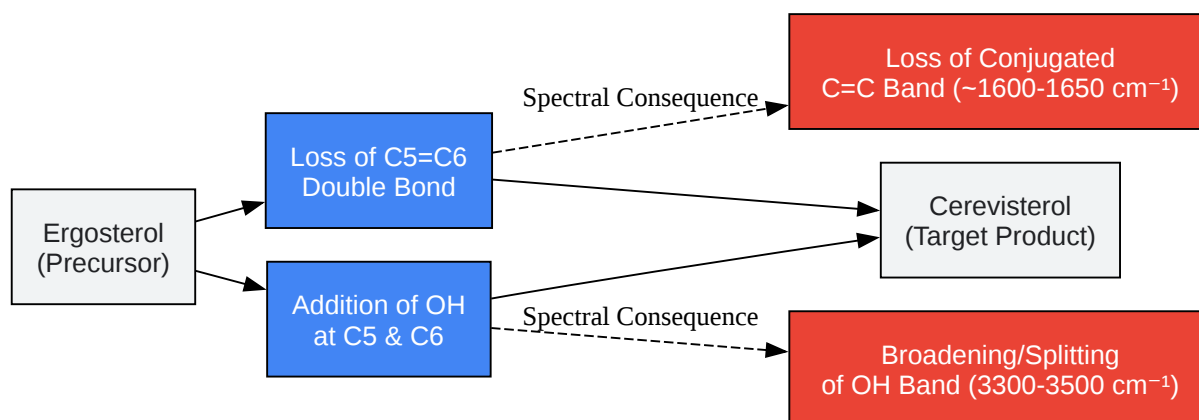 Loss of Conjugated
C=C Band (~1600-1650 cm⁻¹)
Spectral Consequence
Loss of C5=C6
Double Bond
Ergosterol
(Precursor)
Cerevisterol
(Target Product)
Addition of OH
at C5 & C6
Spectral Consequence
Broadening/Splitting
of OH Band (3300-3500 cm⁻¹)